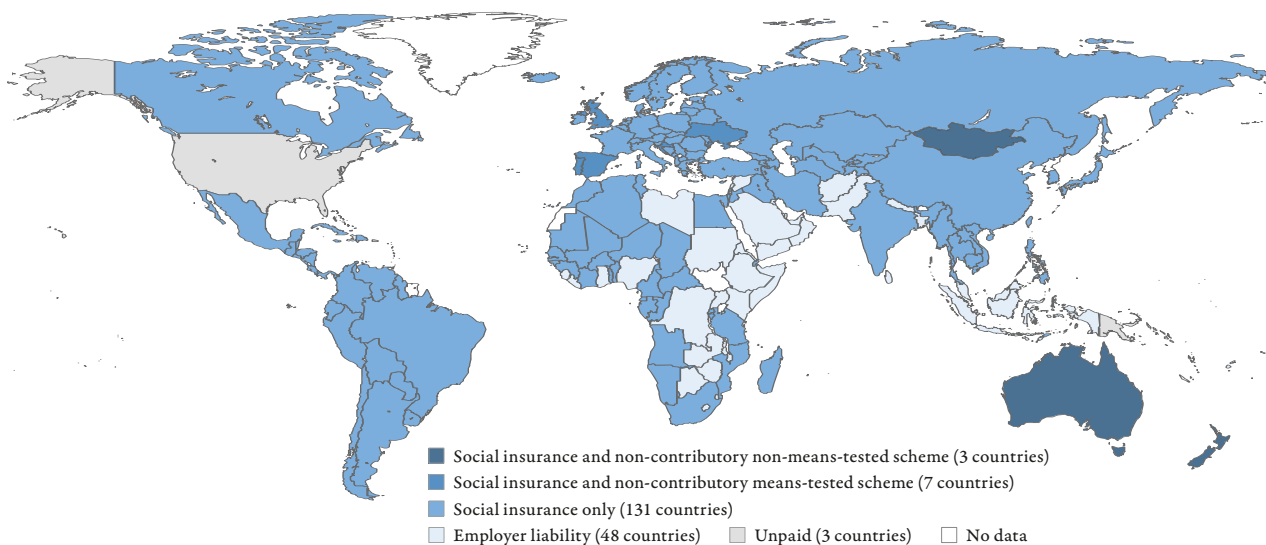 Social insurance and non-contributory non-means-tested scheme (3 countries)
Social insurance and non-contributory means-tested scheme (7 countries)
Social insurance only (131 countries)
Employer liability (48 countries) Unpaid (3 countries) No data